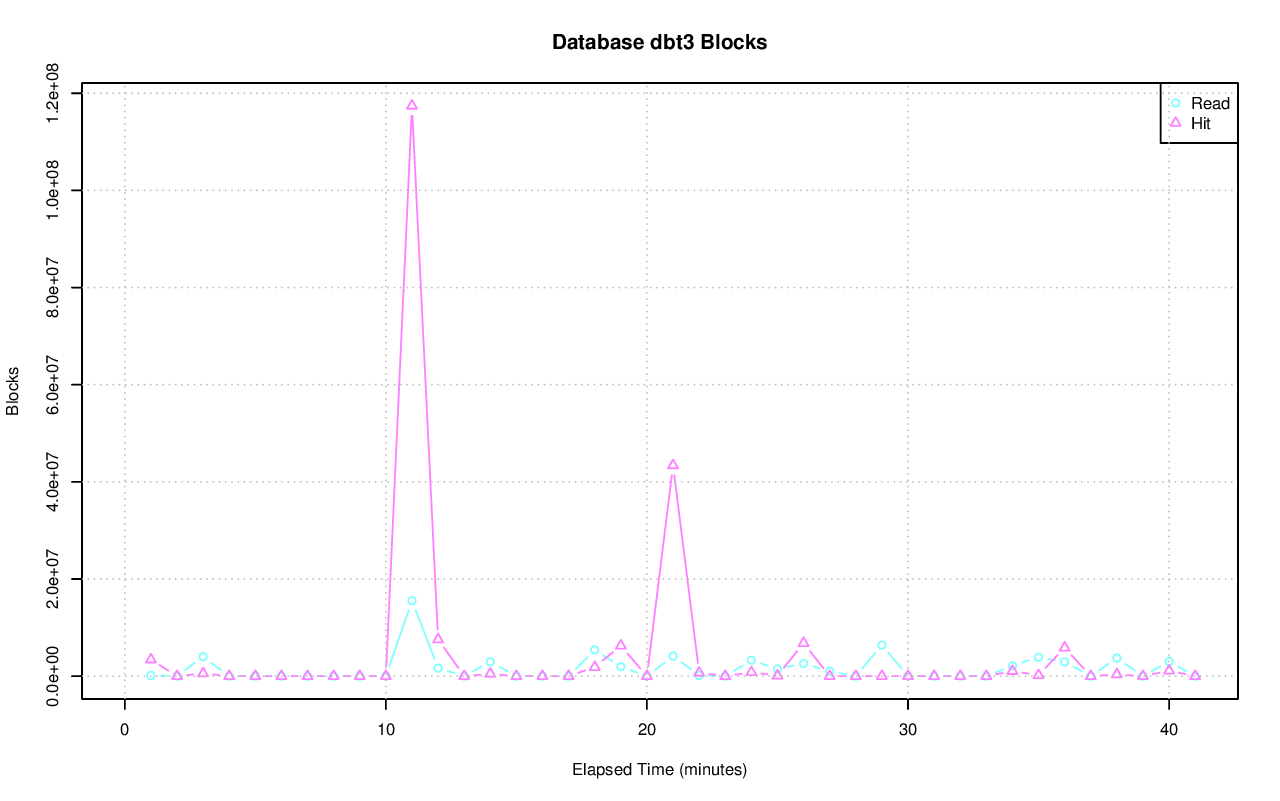 Database dbt3 Blocks
Read
Hit
1.2e+08
1.0e+08
8.0e+07
6.0e+07
4.0e+07
2.0e+07
0.0e+00
Blocks
0 10 20 30 40
Elapsed Time (minutes)